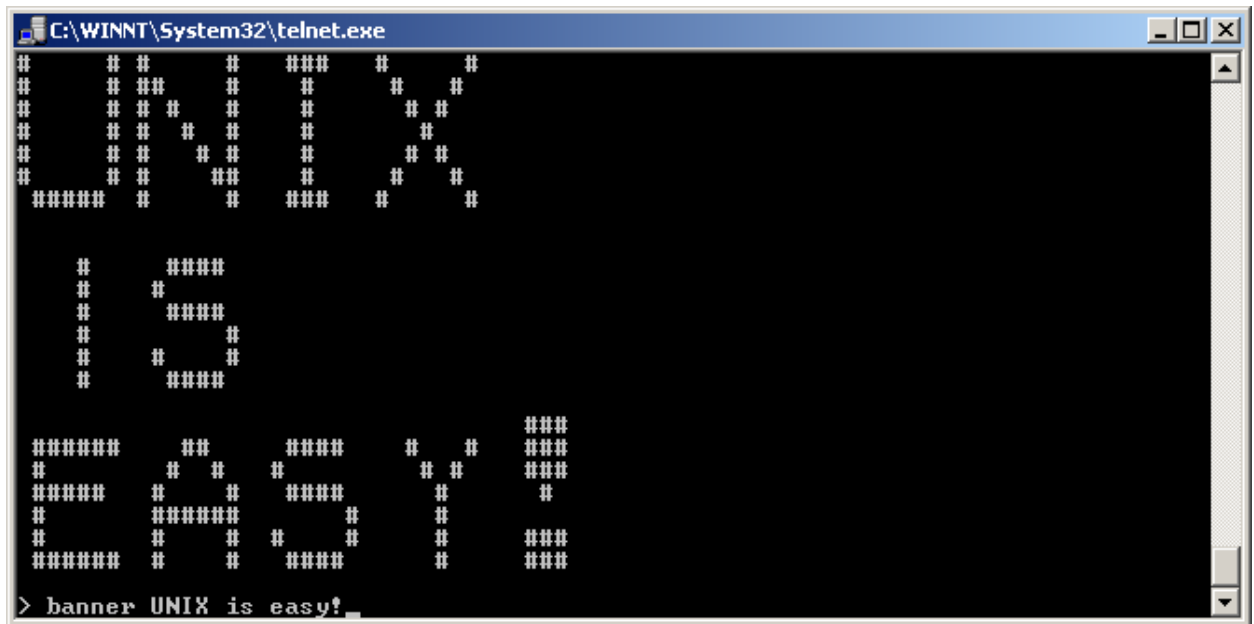 C:\WINNT\System32\telnet.exe
UNIX
IS
EASY!
> banner UNIX is easy!_